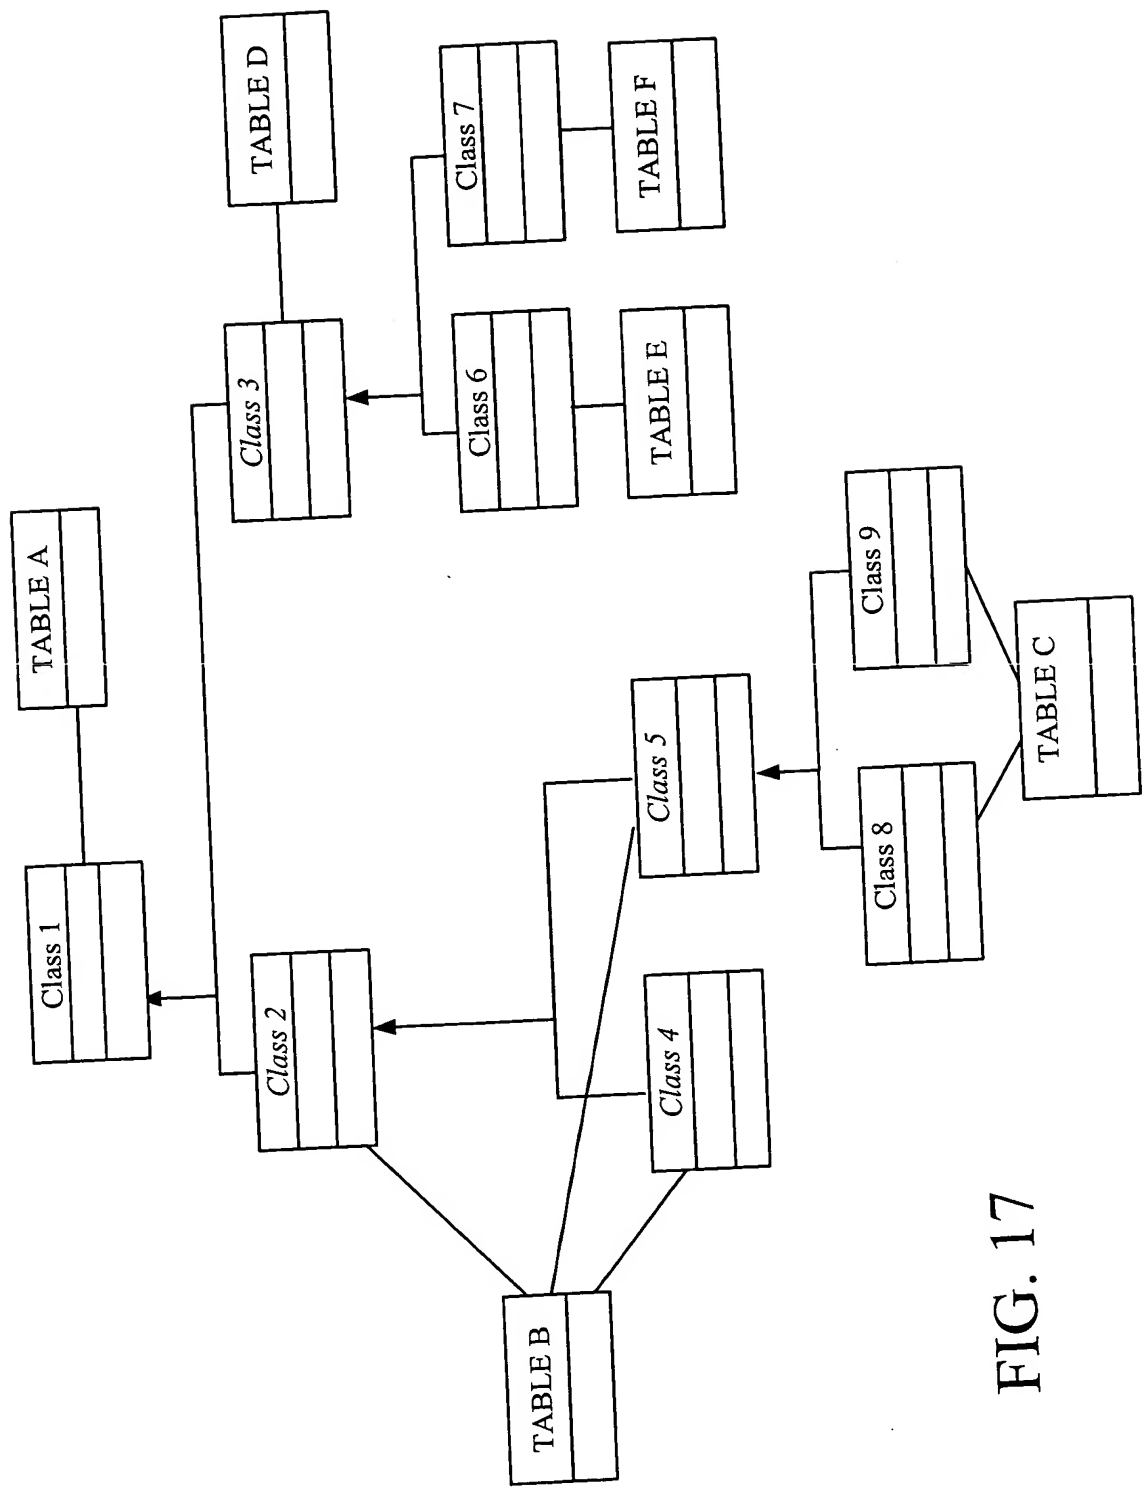 TABLE A
Class 1
TABLE D
Class 2
Class 3
Class 6
Class 7
TABLE B
Class 4
Class 5
TABLE E
TABLE F
Class 8
Class 9
TABLE C
FIG. 17